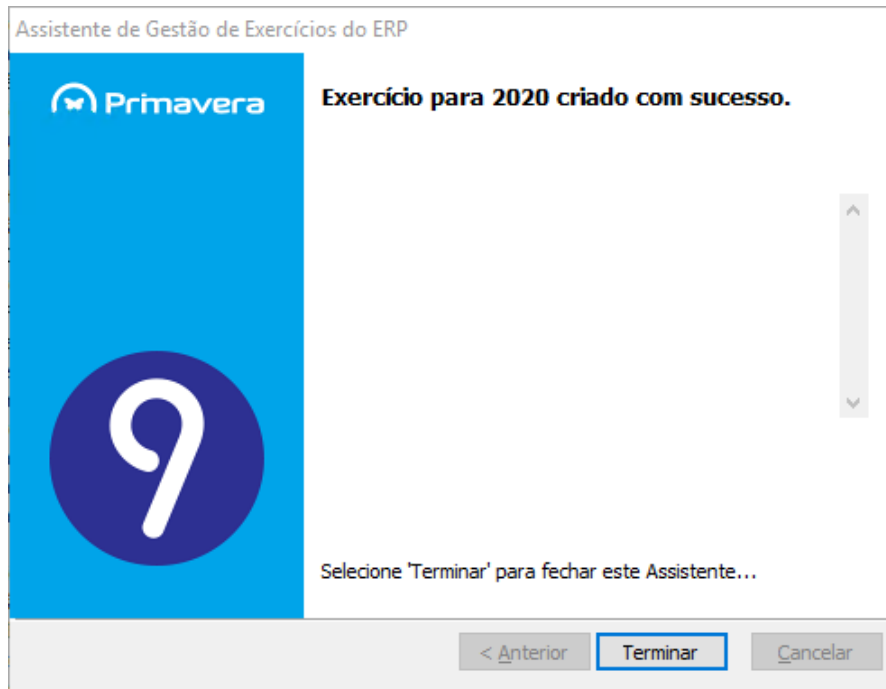 Assistente de Gestão de Exercícios do ERP
Primavera
Exercício para 2020 criado com sucesso.
9
Selecione 'Terminar' para fechar este Assistente...
< Anterior
Terminar
Cancelar